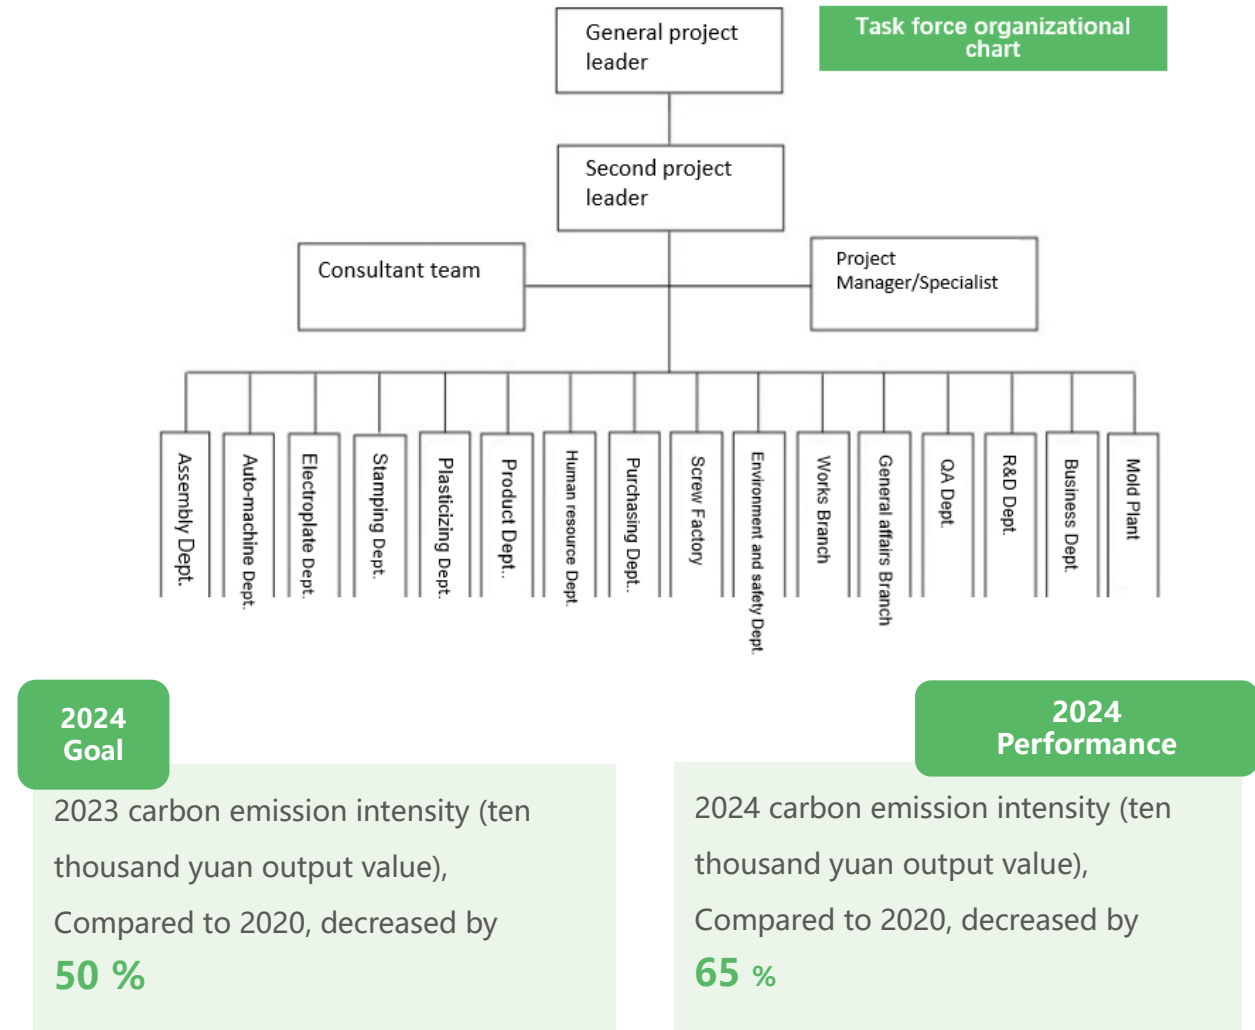 General project
leader
Task force organizational
chart
Second project
leader
Consultant team
Project
Manager/Specialist
Assembly Dept.
Auto-machine Dept.
Electroplate Dept.
Stamping Dept.
Plasticizing Dept.
Product Dept..
Human resource Dept.
Purchasing Dept..
Screw Factory
Environment and safety Dept.
Works Branch
General affairs Branch
QA Dept.
R&D Dept.
Business Dept.
Mold Plant
2024
Goal
2023 carbon emission intensity (ten
thousand yuan output value),
Compared to 2020, decreased by
50 %
2024
Performance
2024 carbon emission intensity (ten
thousand yuan output value),
Compared to 2020, decreased by
65 %